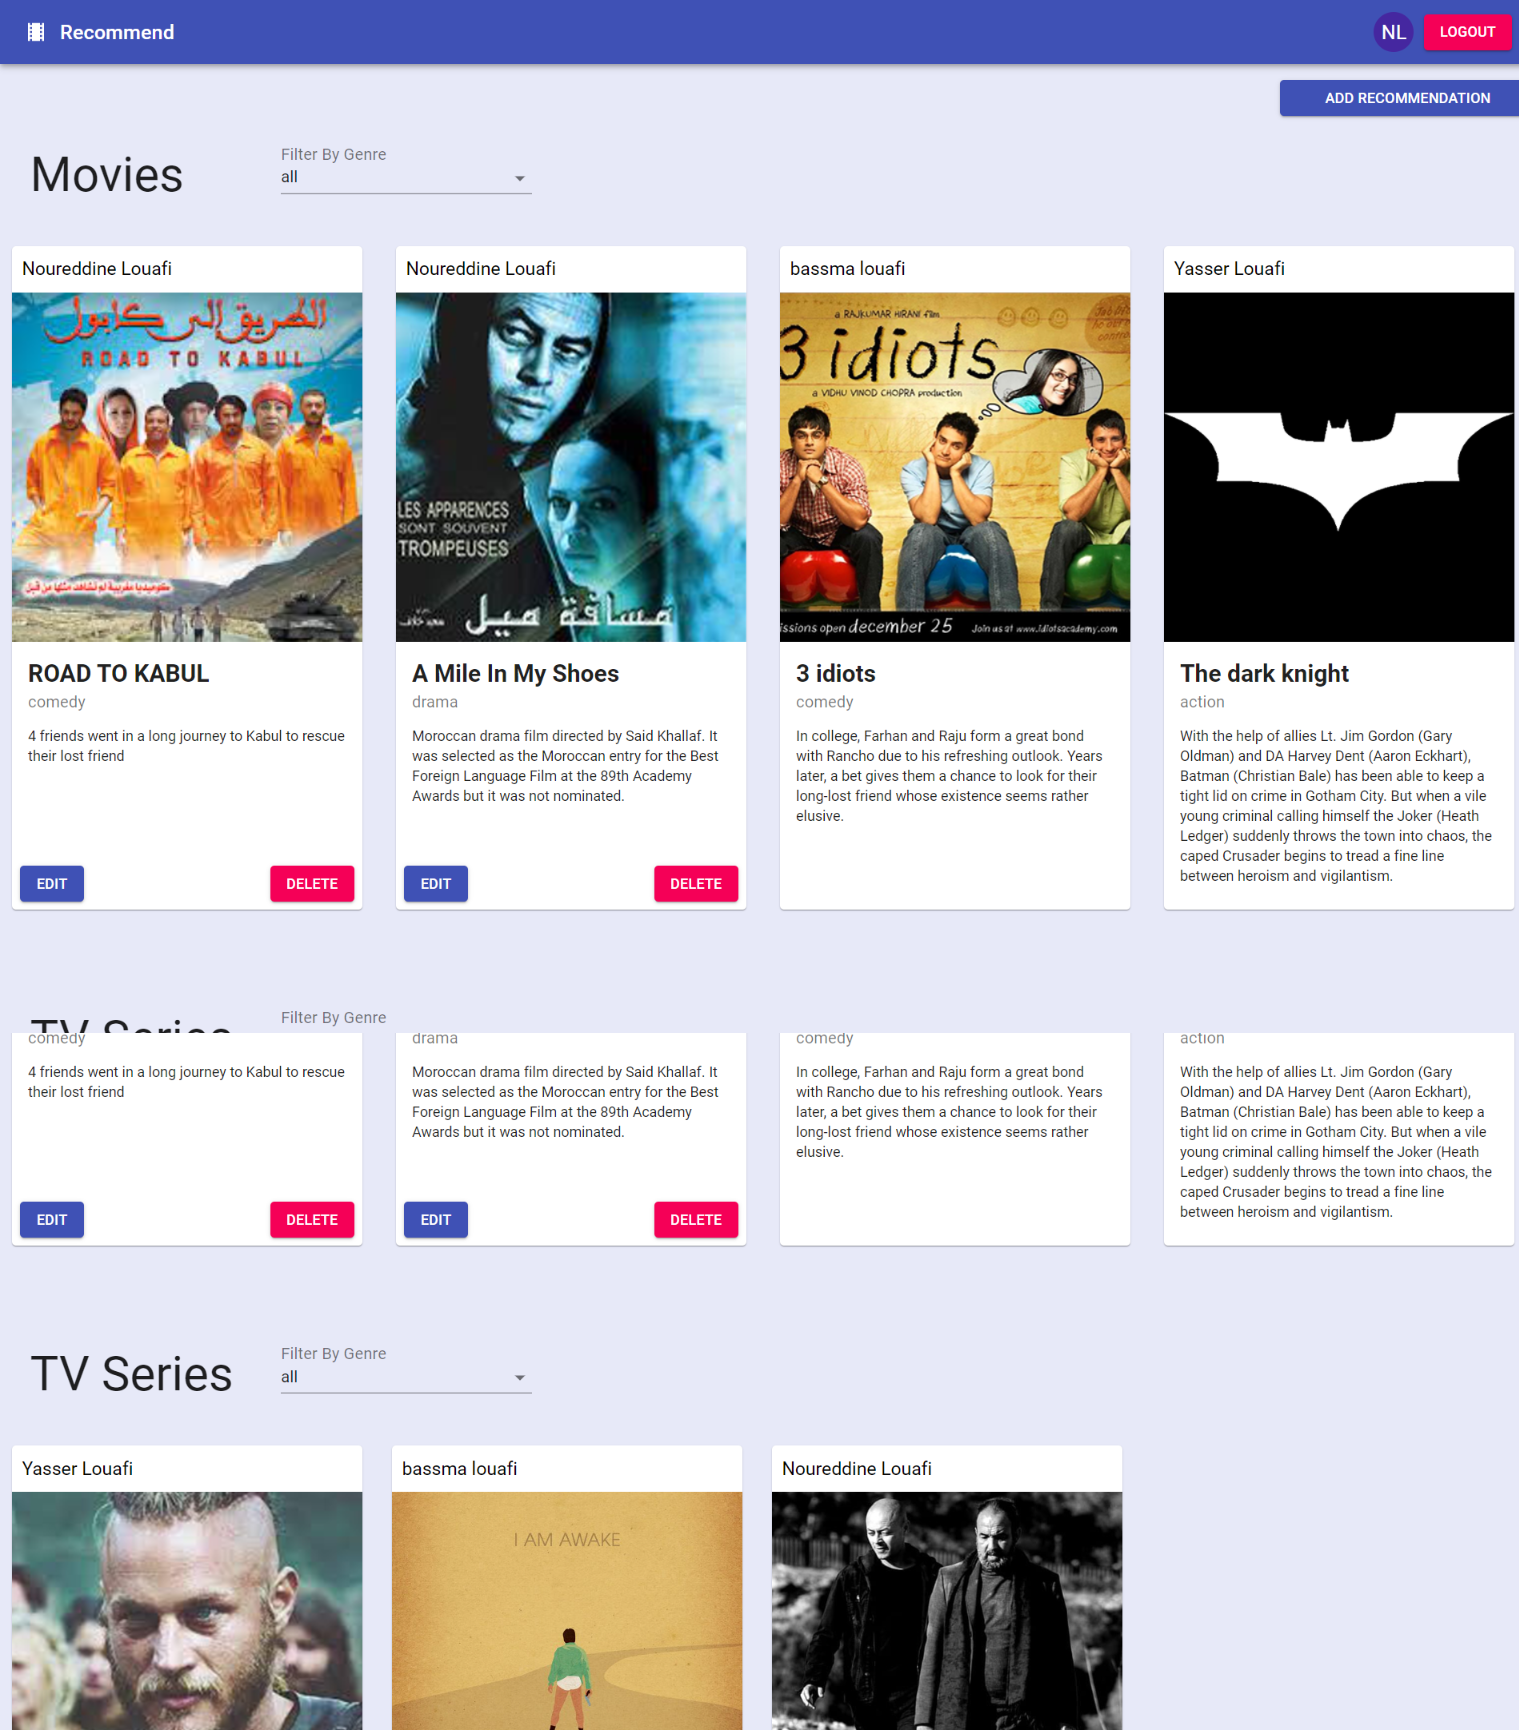 Recommend
NL
LOGOUT
ADD RECOMMENDATION
Movies
Filter By Genre
all
Noureddine Louafi
الطريق إلى كابول
ROAD TO KABUL
كوميديا مغربية لم تشاهد مثلها من قبل
ROAD TO KABUL
comedy
4 friends went in a long journey to Kabul to rescue
their lost friend
EDIT
DELETE
Noureddine Louafi
LES APPARENCES
SONT SOUVENT
TROMPEUSES
مسافة ميل
A Mile In My Shoes
drama
Moroccan drama film directed by Said Khallaf. It
was selected as the Moroccan entry for the Best
Foreign Language Film at the 89th Academy
Awards but it was not nominated.
EDIT
DELETE
bassma louafi
a RAJKUMAR HIRANI film
3 idiots
a VIDHU VINOD CHOPRA production
issions open december 25
Join us at www.idiotsacademy.com
3 idiots
comedy
In college, Farhan and Raju form a great bond
with Rancho due to his refreshing outlook. Years
later, a bet gives them a chance to look for their
long-lost friend whose existence seems rather
elusive.
Yasser Louafi
The dark knight
action
With the help of allies Lt. Jim Gordon (Gary
Oldman) and DA Harvey Dent (Aaron Eckhart),
Batman (Christian Bale) has been able to keep a
tight lid on crime in Gotham City. But when a vile
young criminal calling himself the Joker (Heath
Ledger) suddenly throws the town into chaos, the
caped Crusader begins to tread a fine line
between heroism and vigilantism.
TV Series
Filter By Genre
comedy
4 friends went in a long journey to Kabul to rescue
their lost friend
EDIT
DELETE
drama
Moroccan drama film directed by Said Khallaf. It
was selected as the Moroccan entry for the Best
Foreign Language Film at the 89th Academy
Awards but it was not nominated.
EDIT
DELETE
comedy
In college, Farhan and Raju form a great bond
with Rancho due to his refreshing outlook. Years
later, a bet gives them a chance to look for their
long-lost friend whose existence seems rather
elusive.
action
With the help of allies Lt. Jim Gordon (Gary
Oldman) and DA Harvey Dent (Aaron Eckhart),
Batman (Christian Bale) has been able to keep a
tight lid on crime in Gotham City. But when a vile
young criminal calling himself the Joker (Heath
Ledger) suddenly throws the town into chaos, the
caped Crusader begins to tread a fine line
between heroism and vigilantism.
TV Series
Filter By Genre
all
Yasser Louafi
bassma louafi
I AM AWAKE
Noureddine Louafi